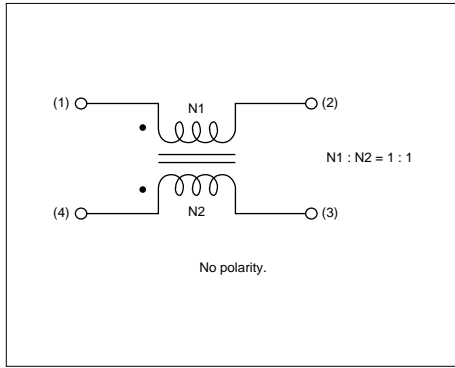 (1)
N1
(2)
N1 : N2 = 1 : 1
(4)
N2
(3)
No polarity.